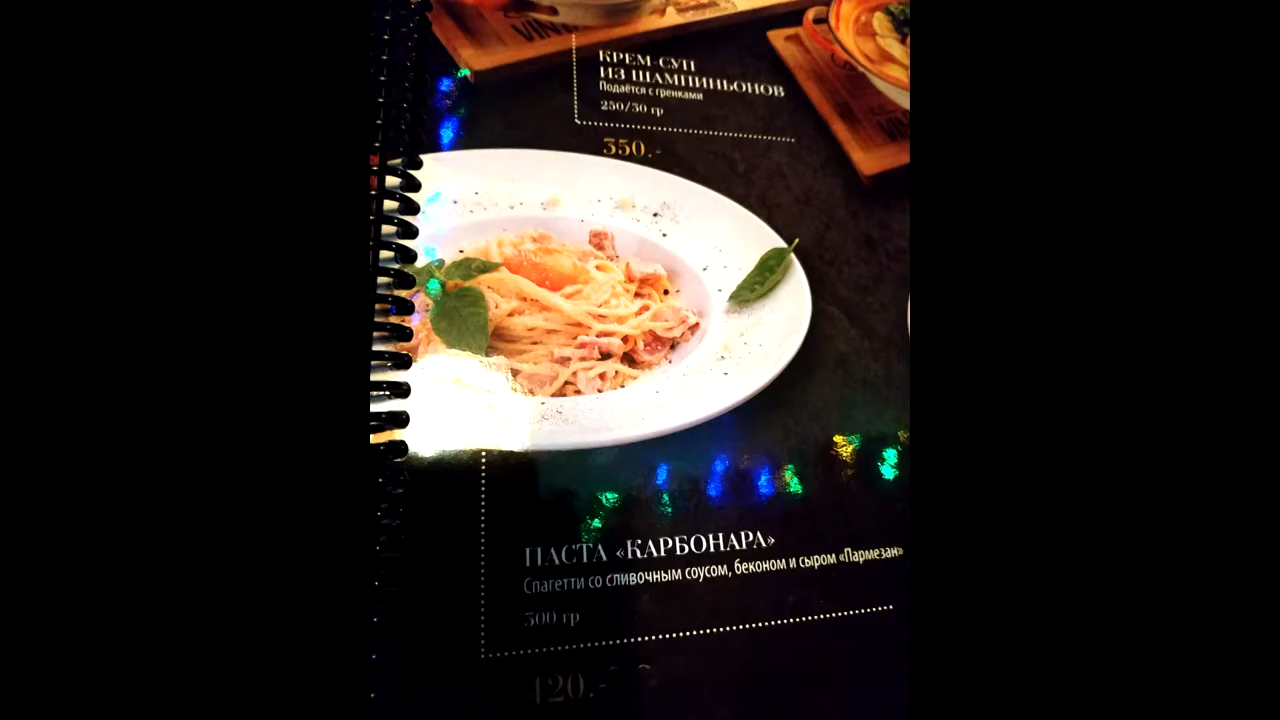 КРЕМ-СУП
ИЗ ШАМПИНЬОНОВ
Подаётся с гренками
250/30 гр
350.-
ПАСТА «КАРБОНАРА»
Спагетти со сливочным соусом, беконом и сыром «Пармезан»
300 гр
420.-